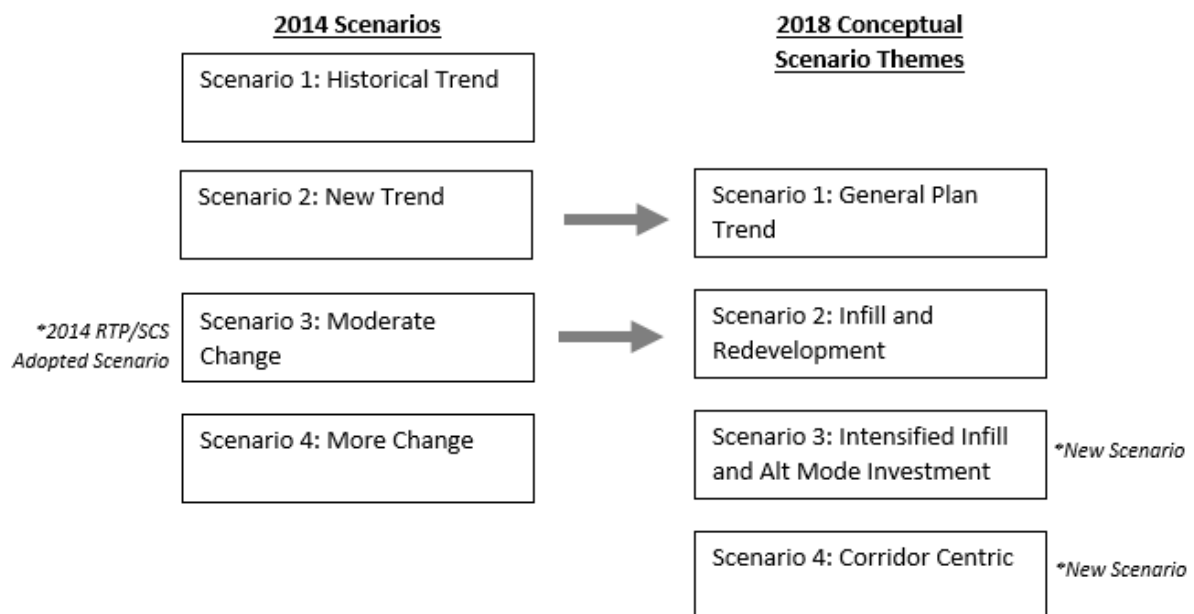 2014 Scenarios
Scenario 1: Historical Trend
Scenario 2: New Trend
*2014 RTP/SCS
Adopted Scenario
Scenario 3: Moderate
Change
Scenario 4: More Change
2018 Conceptual
Scenario Themes
Scenario 1: General Plan
Trend
Scenario 2: Infill and
Redevelopment
Scenario 3: Intensified Infill
and Alt Mode Investment
*New Scenario
Scenario 4: Corridor Centric
*New Scenario